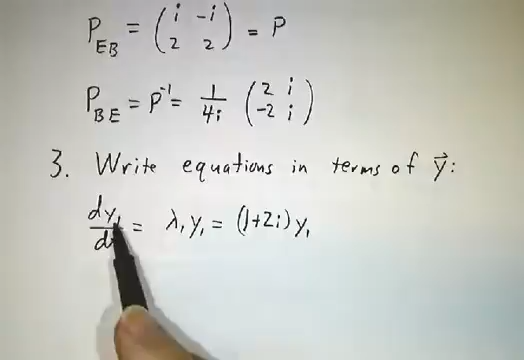 P_EB = (i -i; 2 2) = P
P_BE = P⁻¹ = 1/4i (2 i; -2 i)
3. Write equations in terms of y⃗:
dy₁/d = λ₁y₁ = (1+2i)y₁